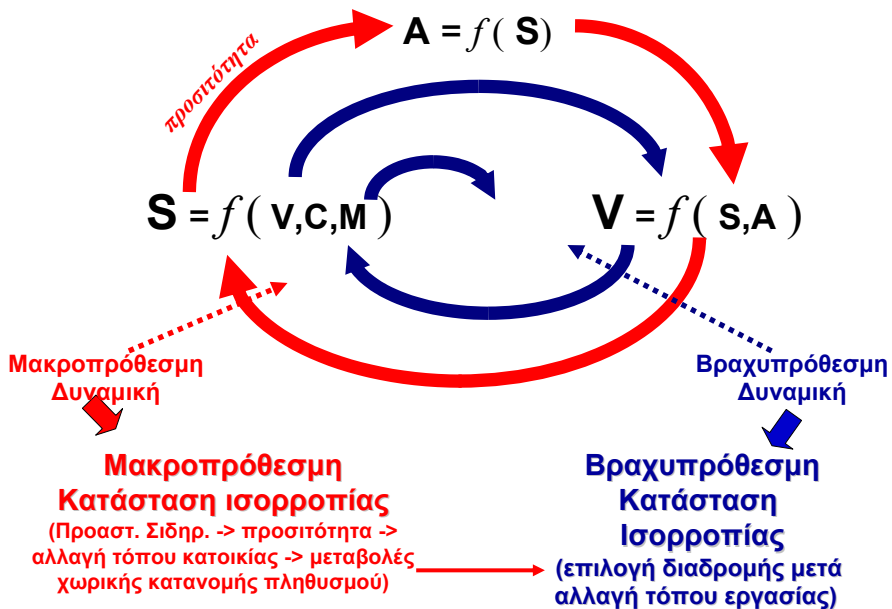 A = f( S)
προσιτότητα
S = f( V,C,M )
V = f( S,A )
Μακροπρόθεσμη
Δυναμική
Βραχυπρόθεσμη
Δυναμική
Μακροπρόθεσμη
Κατάσταση ισορροπίας
(Προαστ. Σιδηρ. -> προσιτότητα ->
αλλαγή τόπου κατοικίας -> μεταβολές
χωρικής κατανομής πληθυσμού)
Βραχυπρόθεσμη
Κατάσταση
Ισορροπίας
(επιλογή διαδρομής μετά
αλλαγή τόπου εργασίας)